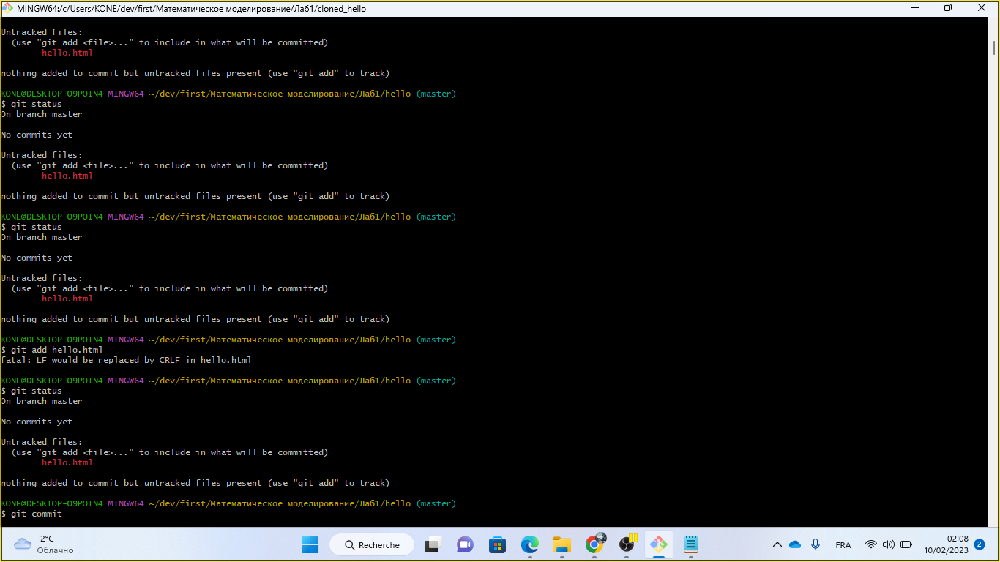 MINGW64:/c/Users/KONE/dev/first/Математическое моделирование/Лаб1/cloned_hello
Untracked files:
  (use "git add <file>..." to include in what will be committed)
        hello.html
nothing added to commit but untracked files present (use "git add" to track)
KONE@DESKTOP-O9POIN4 MINGW64 ~/dev/first/Математическое моделирование/Лаб1/hello (master)
$ git status
On branch master
No commits yet
Untracked files:
  (use "git add <file>..." to include in what will be committed)
        hello.html
nothing added to commit but untracked files present (use "git add" to track)
KONE@DESKTOP-O9POIN4 MINGW64 ~/dev/first/Математическое моделирование/Лаб1/hello (master)
$ git status
On branch master
No commits yet
Untracked files:
  (use "git add <file>..." to include in what will be committed)
        hello.html
nothing added to commit but untracked files present (use "git add" to track)
KONE@DESKTOP-O9POIN4 MINGW64 ~/dev/first/Математическое моделирование/Лаб1/hello (master)
$ git add hello.html
fatal: LF would be replaced by CRLF in hello.html
KONE@DESKTOP-O9POIN4 MINGW64 ~/dev/first/Математическое моделирование/Лаб1/hello (master)
$ git status
On branch master
No commits yet
Untracked files:
  (use "git add <file>..." to include in what will be committed)
        hello.html
nothing added to commit but untracked files present (use "git add" to track)
KONE@DESKTOP-O9POIN4 MINGW64 ~/dev/first/Математическое моделирование/Лаб1/hello (master)
$ git commit
-2°C
Облачно
Recherche
FRA
02:08
10/02/2023
2